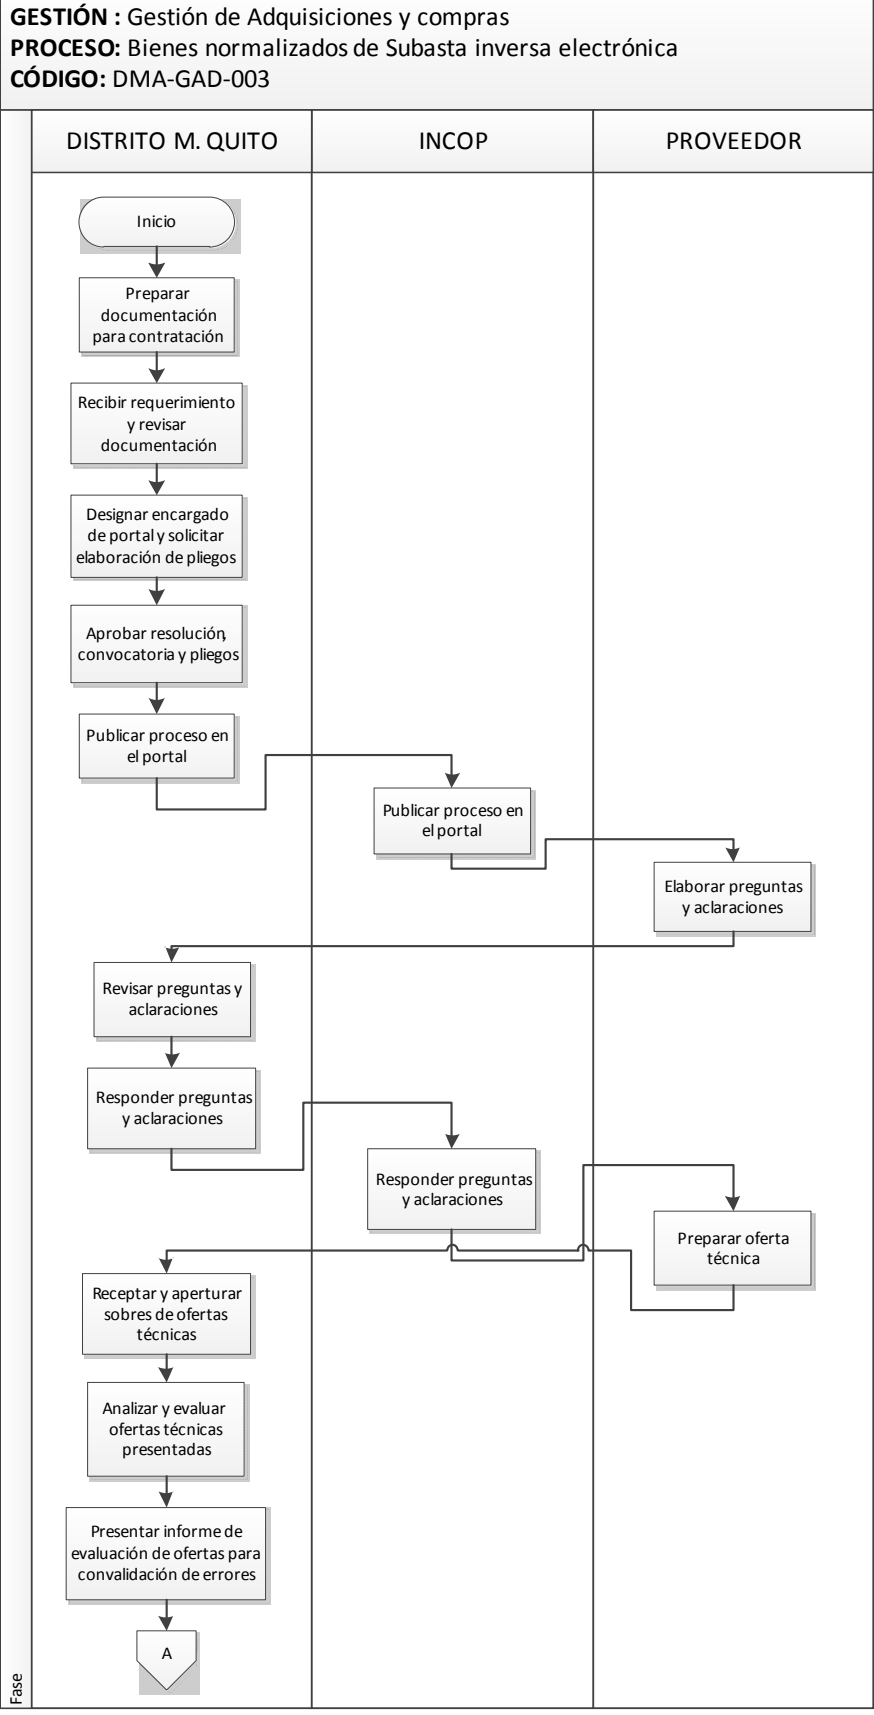 GESTIÓN : Gestión de Adquisiciones y compras
PROCESO: Bienes normalizados de Subasta inversa electrónica
CÓDIGO: DMA-GAD-003
DISTRITO M. QUITO
INCOP
PROVEEDOR
Inicio
Preparar
documentación
para contratación
Recibir requerimiento
y revisar
documentación
Designar encargado
de portal y solicitar
elaboración de pliegos
Aprobar resolución,
convocatoria y pliegos
Publicar proceso en
el portal
Publicar proceso en
el portal
Elaborar preguntas
y aclaraciones
Revisar preguntas y
aclaraciones
Responder preguntas
y aclaraciones
Responder preguntas
y aclaraciones
Preparar oferta
técnica
Receptar y aperturar
sobres de ofertas
técnicas
Analizar y evaluar
ofertas técnicas
presentadas
Presentar informe de
evaluación de ofertas para
convalidación de errores
A
Fase